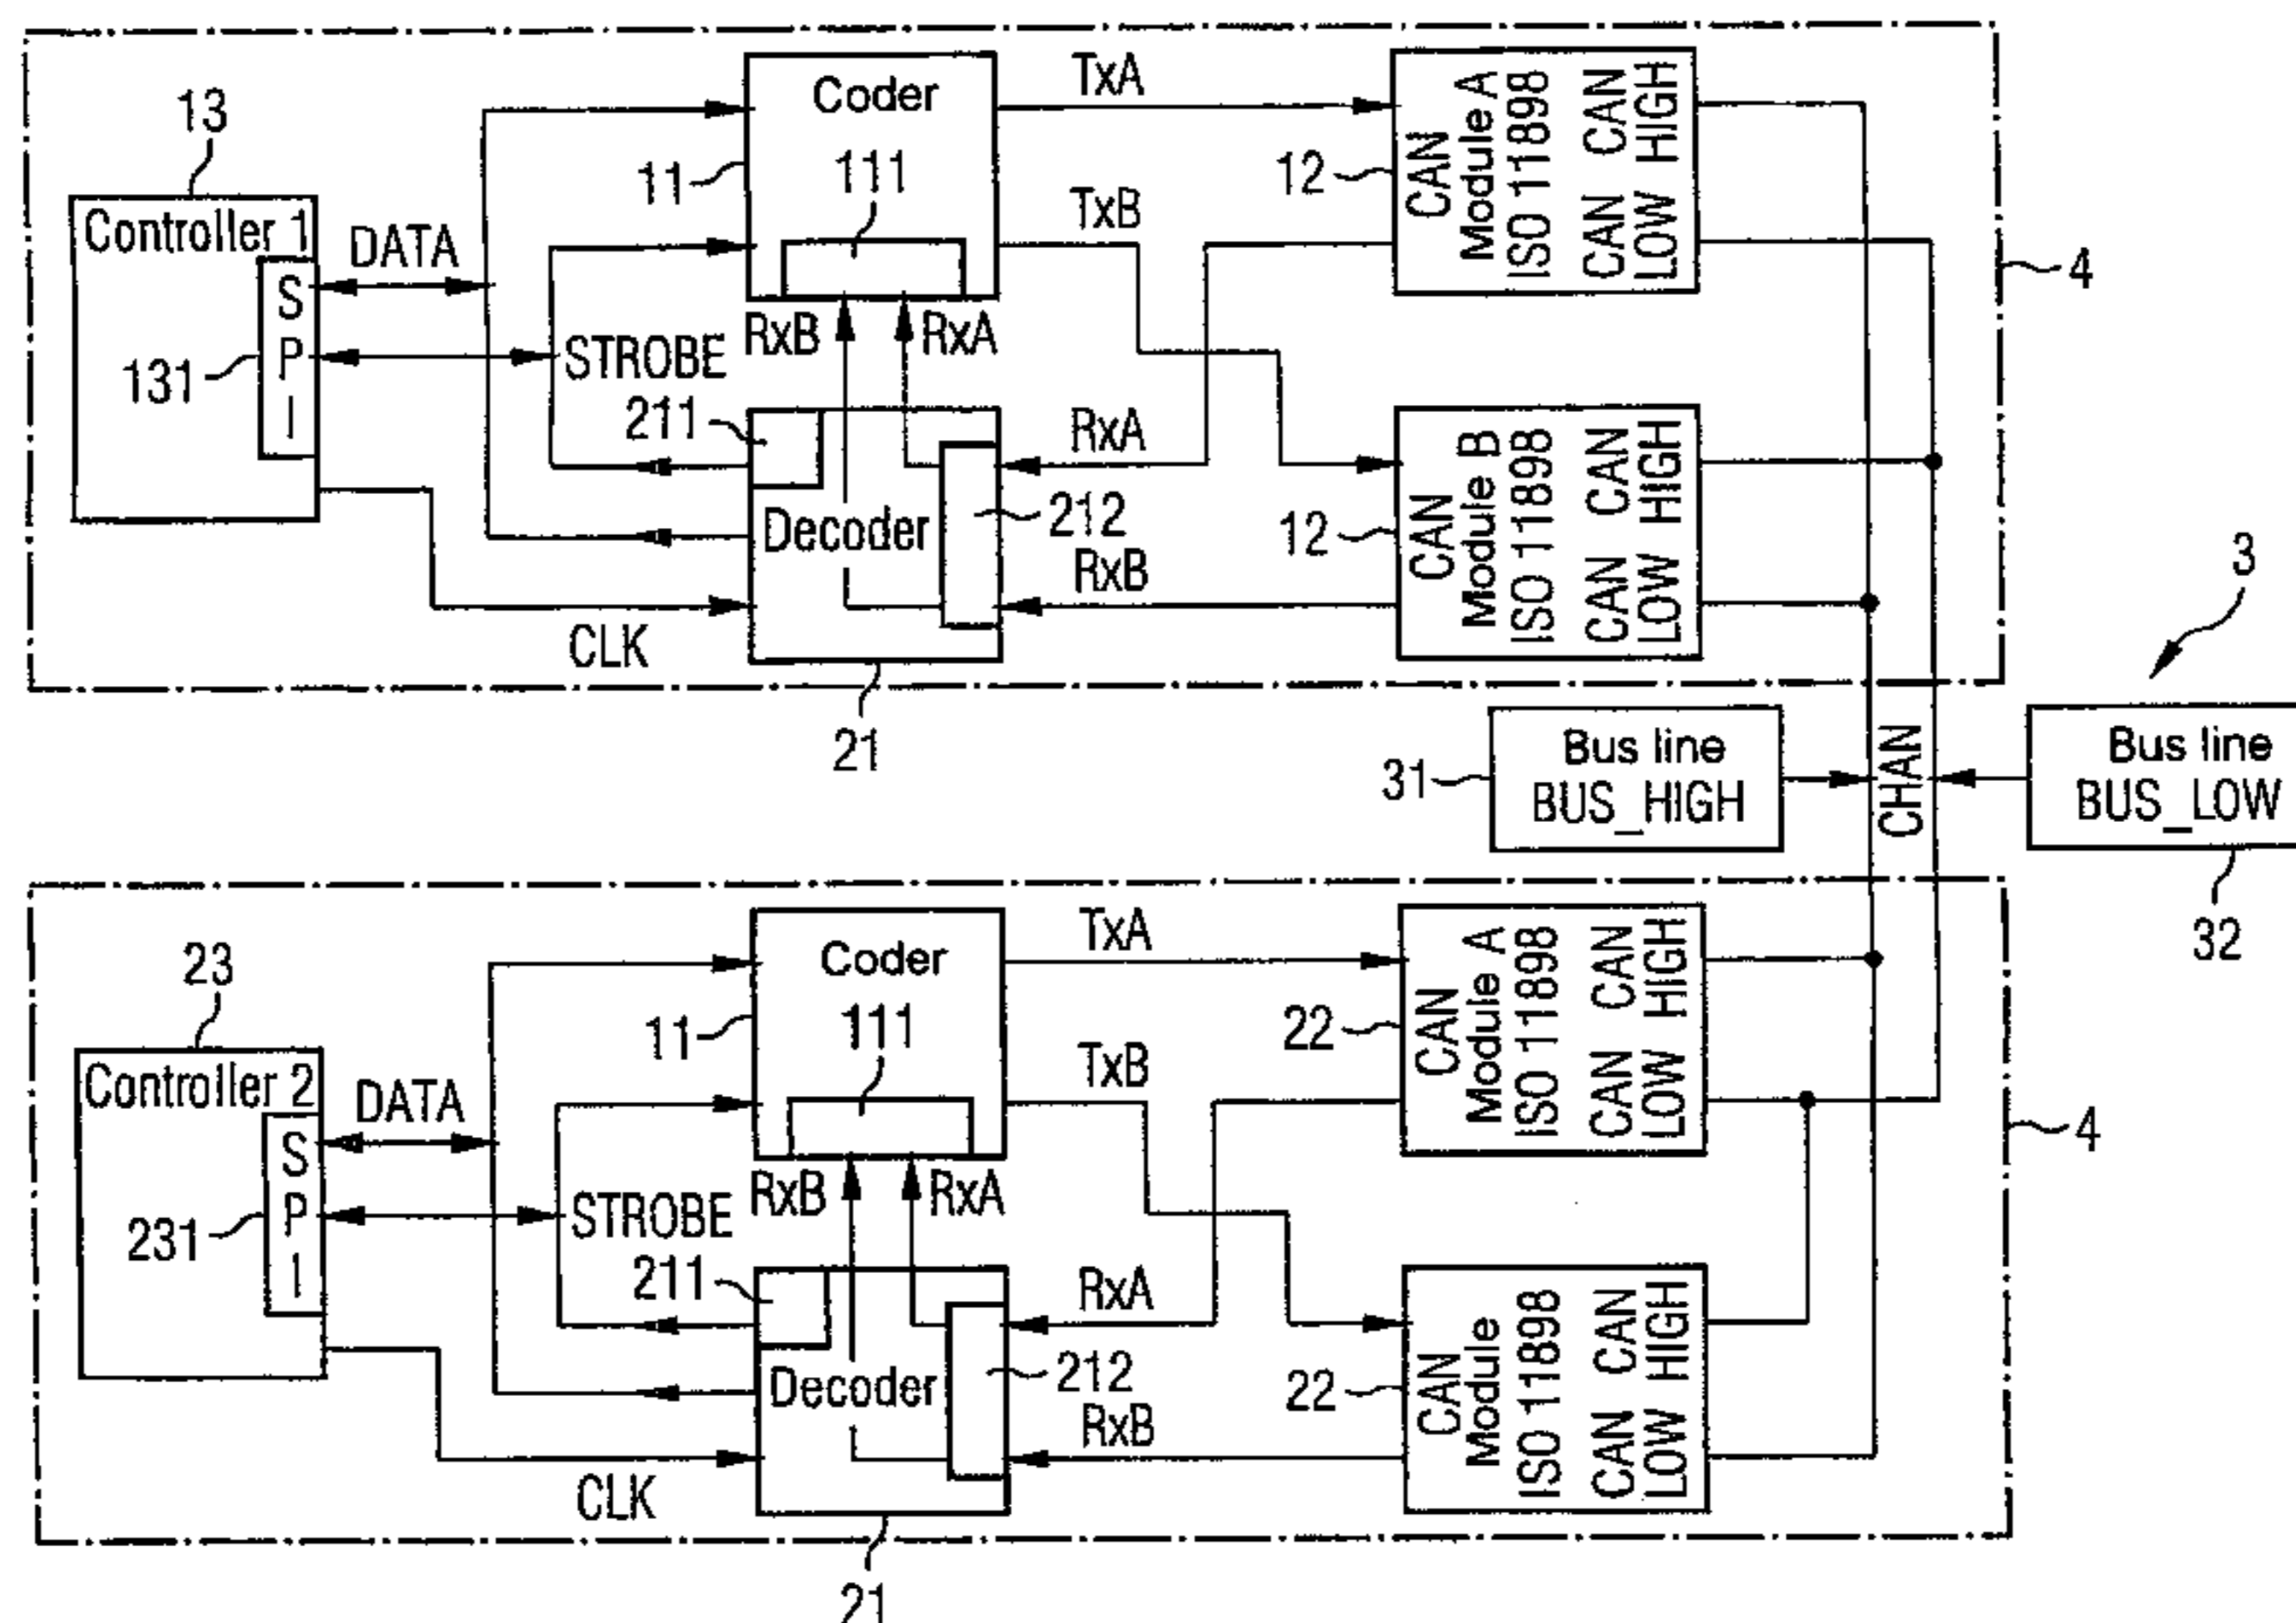 13
Controller 1
S
P
I
131
DATA
STROBE
CLK
Coder
11
111
RxB
RxA
211
Decoder
212
21
TxA
TxB
RxA
RxB
12
CAN
Module A
ISO 11898
CAN CAN
LOW HIGH
12
CAN
Module B
ISO 11898
CAN CAN
LOW HIGH
4
3
31
Bus line
BUS_HIGH
CHAN
Bus line
BUS_LOW
32
23
Controller 2
S
P
I
231
DATA
STROBE
CLK
Coder
11
111
RxB
RxA
211
Decoder
212
21
TxA
TxB
RxA
RxB
22
CAN
Module A
ISO 11898
CAN CAN
LOW HIGH
22
CAN
Module
ISO 11898
CAN CAN
LOW HIGH
4